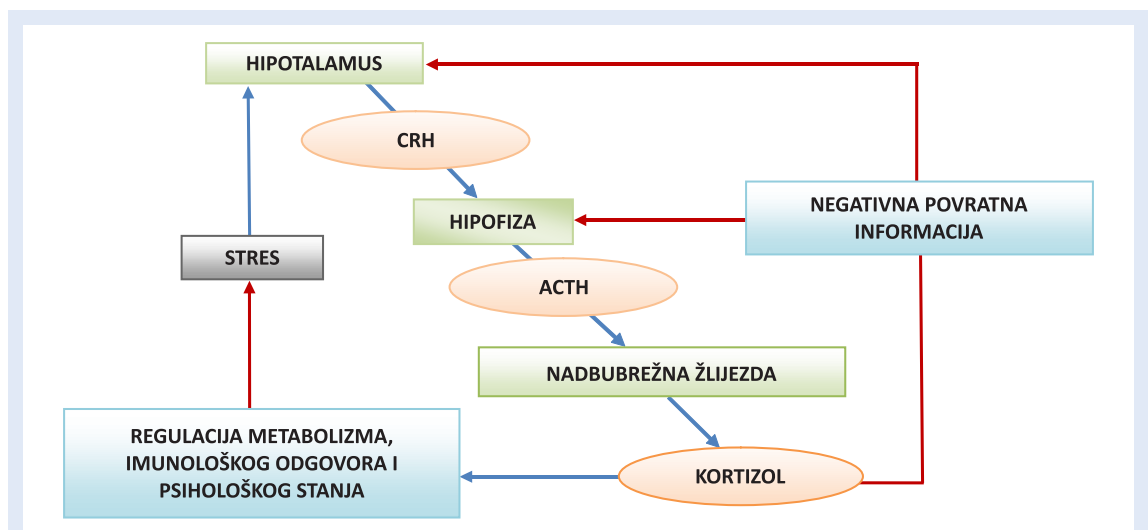 HIPOTALAMUS
CRH
HIPOFIZA
NEGATIVNA POVRATNA
INFORMACIJA
STRES
ACTH
NADBUBREŽNA ŽLIJEZDA
REGULACIJA METABOLIZMA,
IMUNOLOŠKOG ODGOVORA I
PSIHOLOŠKOG STANJA
KORTIZOL